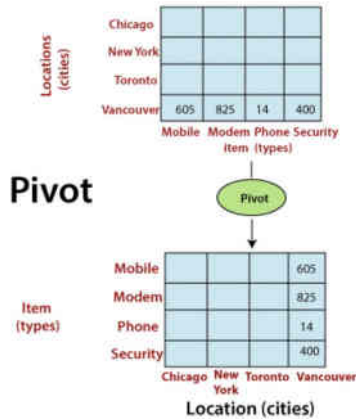 Locations
(cities)
Chicago
New York
Toronto
Vancouver 605 825 14 400
Mobile Modem Phone Security
item (types)
Pivot
Pivot
Item
(types)
Mobile 605
Modem 825
Phone 14
Security 400
Chicago New York Toronto Vancouver
Location (cities)